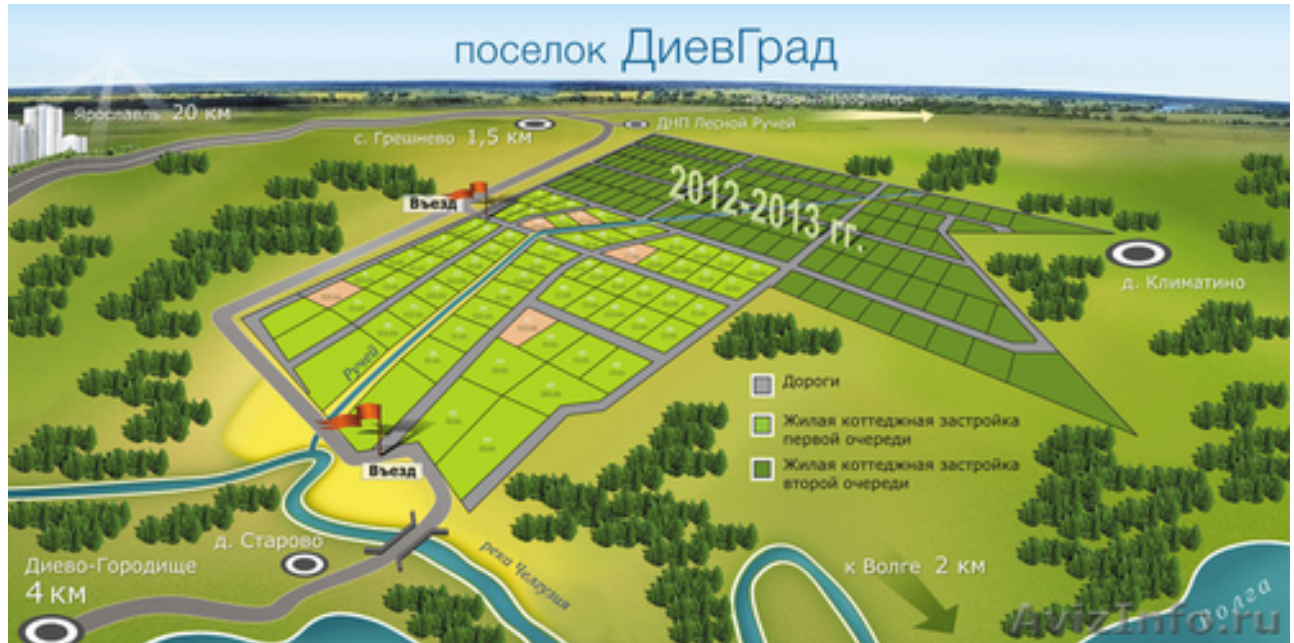 поселок ДиевГрад
Ярославль 20 км
с. Грешнево 1,5 км
ДНП Лесной Ручей
Въезд
2012-2013 гг.
д. Климатино
Ручей
Дороги
Жилая коттеджная застройка
первой очереди
Жилая коттеджная застройка
второй очереди
Въезд
д. Старово
Диево-Городище
4 км
река Челгузия
к Волге 2 км
Волга
AvizInfo.ru